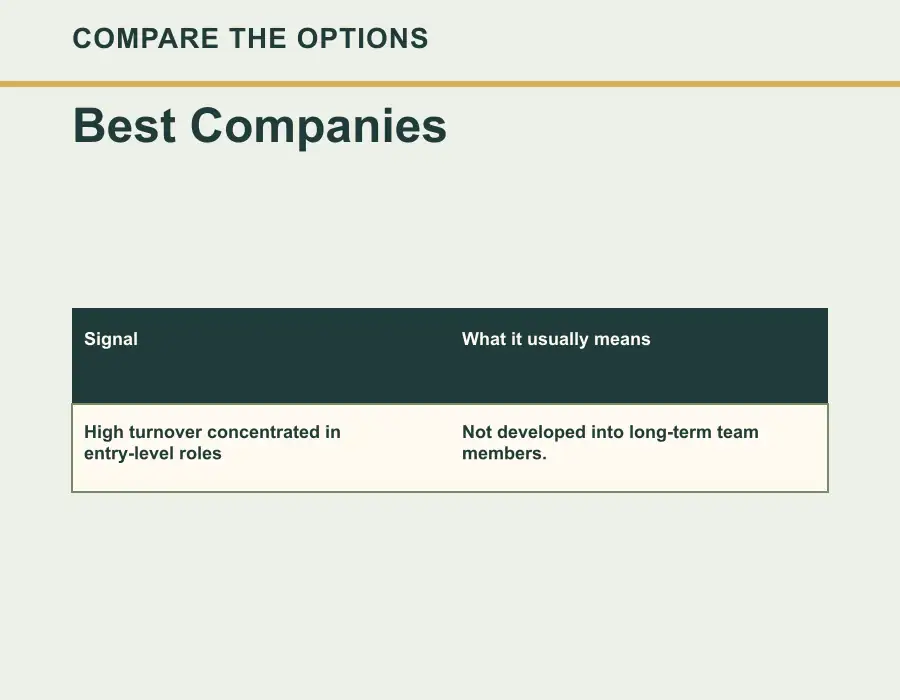 COMPARE THE OPTIONS
Best Companies
Signal
What it usually means
High turnover concentrated in
entry-level roles
Not developed into long-term team
members.